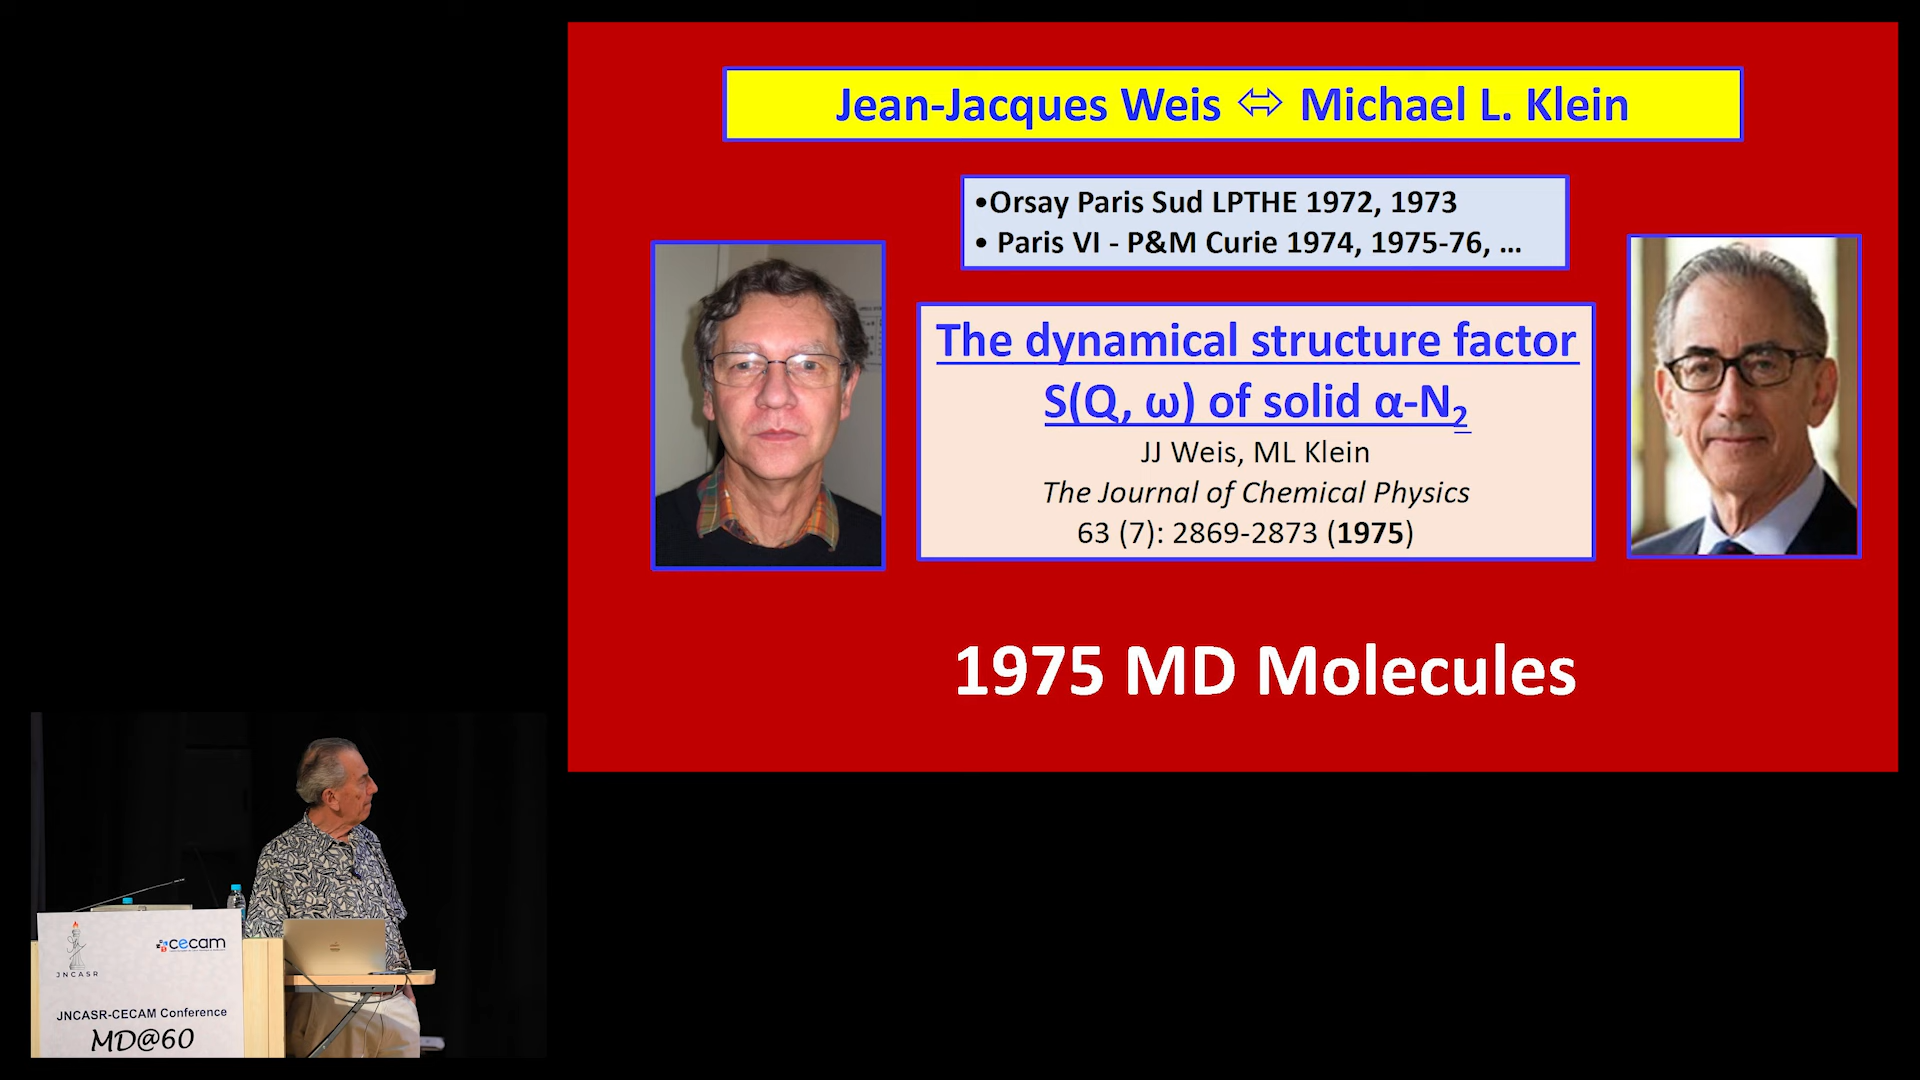 Jean-Jacques Weis ⬄ Michael L. Klein
•Orsay Paris Sud LPTHE 1972, 1973
• Paris VI - P&M Curie 1974, 1975-76, ...
The dynamical structure factor
S(Q, ω) of solid α-N₂
JJ Weis, ML Klein
The Journal of Chemical Physics
63 (7): 2869-2873 (1975)
1975 MD Molecules
JNCASR
cecam
JNCASR-CECAM Conference
MD@60